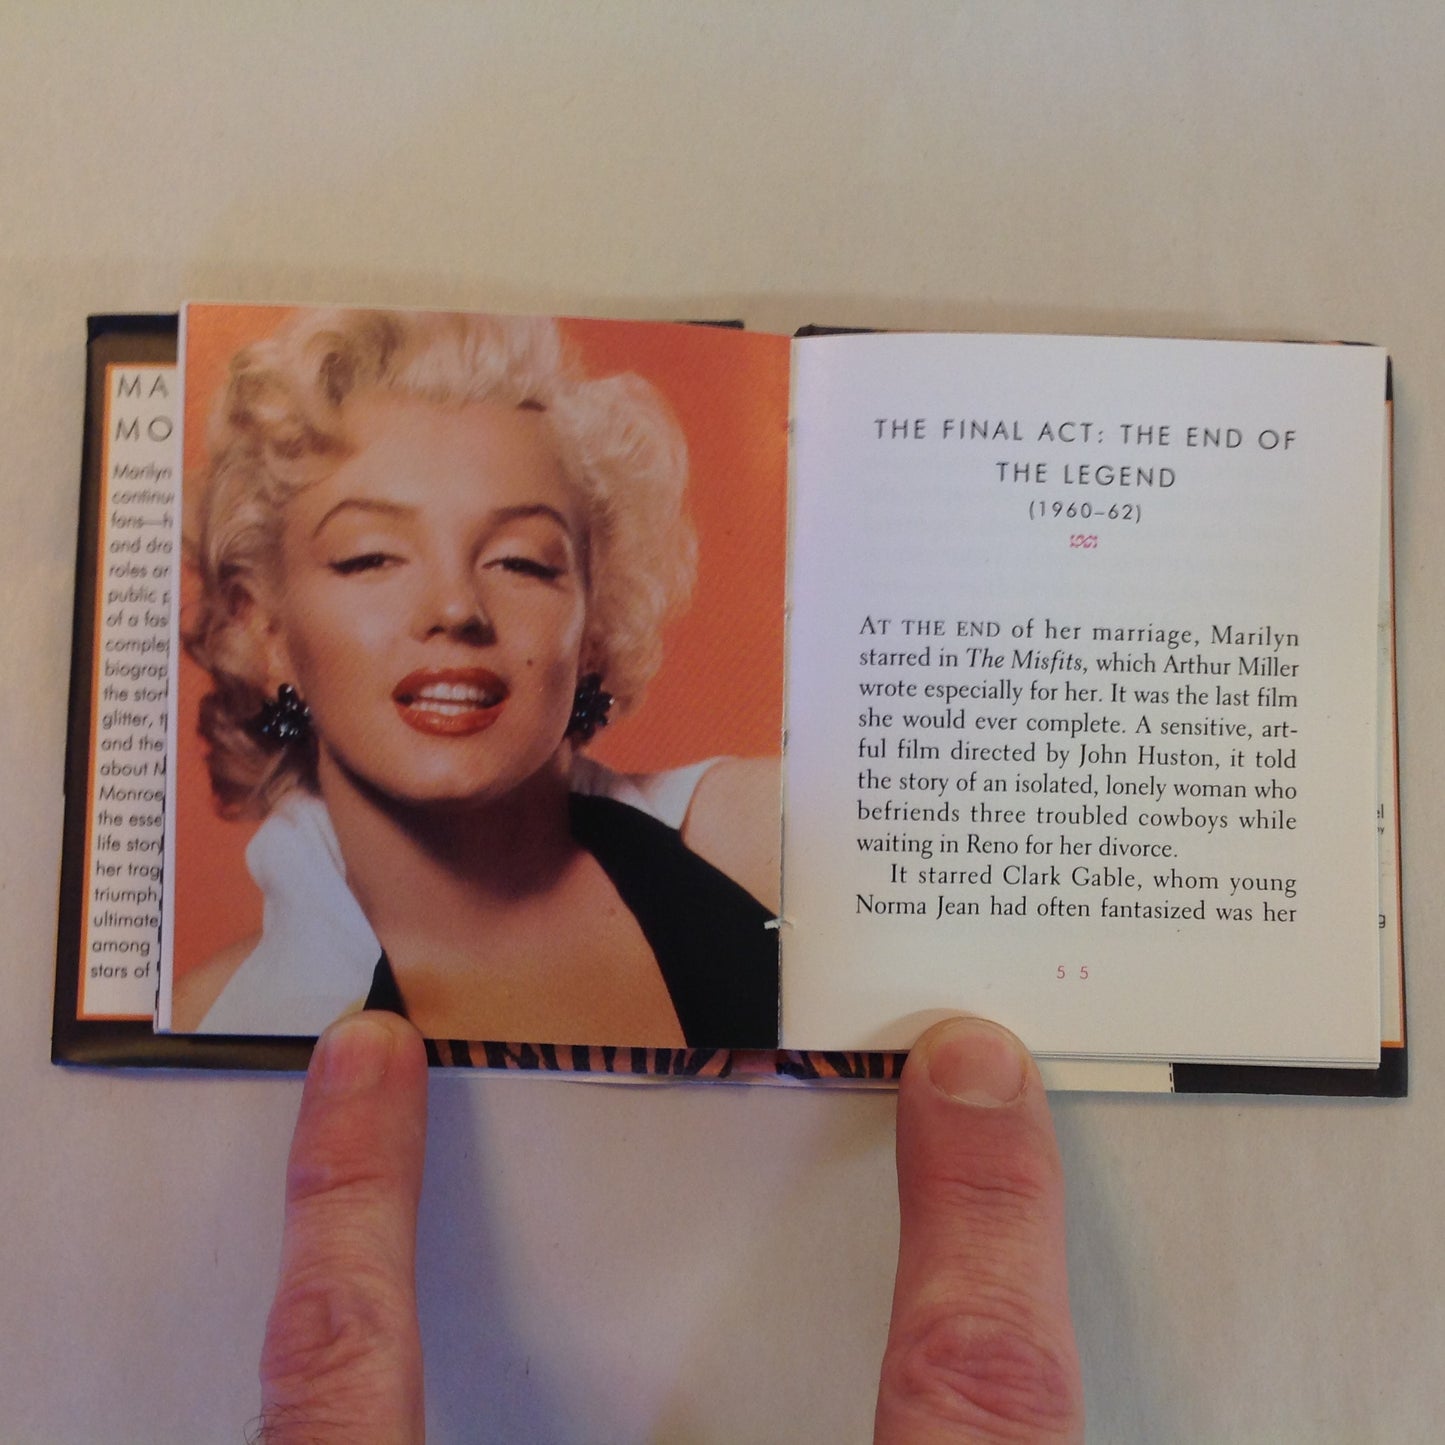 MA
MO
Marilyn
continu
fans—h
and dra
roles ar
public p
of a fas
complet
biograp
the stor
glitter,
and the
about M
Monroe
the esse
life story
her trag
triumph,
ultimate
among
stars of
THE FINAL ACT: THE END OF
THE LEGEND
(1960–62)
AT THE END of her marriage, Marilyn
starred in The Misfits, which Arthur Miller
wrote especially for her. It was the last film
she would ever complete. A sensitive, art-
ful film directed by John Huston, it told
the story of an isolated, lonely woman who
befriends three troubled cowboys while
waiting in Reno for her divorce.
It starred Clark Gable, whom young
Norma Jean had often fantasized was her
5 5